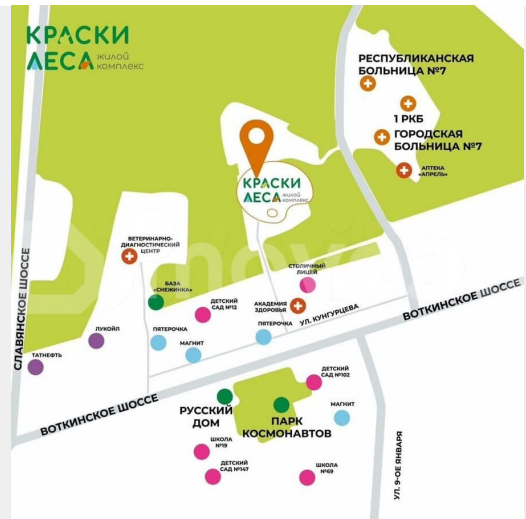 КРАСКИ
ЛЕСА жилой
комплекс
РЕСПУБЛИКАНСКАЯ
БОЛЬНИЦА №7
1 РКБ
ГОРОДСКАЯ
БОЛЬНИЦА №7
АПТЕКА
«АПРЕЛЬ»
КРАСКИ
ЛЕСА жилой
комплекс
ВЕТЕРИНАРНО-
ДИАГНОСТИЧЕСКИЙ
ЦЕНТР
СЛАВЯНСКОЕ ШОССЕ
БАЗА
«СНЕЖИНКА»
ДЕТСКИЙ
САД №12
СТОЛИЧНЫЙ
ЛИЦЕЙ
АКАДЕМИЯ
ЗДОРОВЬЯ
УЛ. КУНГУРЦЕВА
ВОТКИНСКОЕ ШОССЕ
ЛУКОЙЛ
ТАТНЕФТЬ
ПЯТЕРОЧКА
МАГНИТ
ПЯТЕРОЧКА
ВОТКИНСКОЕ ШОССЕ
ДЕТСКИЙ
САД №102
РУССКИЙ
ДОМ
ПАРК
КОСМОНАВТОВ
МАГНИТ
ШКОЛА
№19
ДЕТСКИЙ
САД №147
ШКОЛА
№69
УЛ. 9-ОЕ ЯНВАРЯ